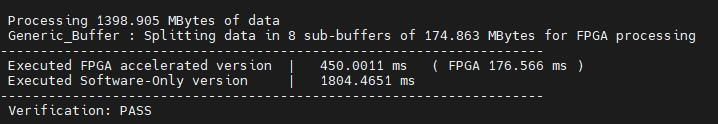 Processing 1398.905 MBytes of data
Generic_Buffer : Splitting data in 8 sub-buffers of 174.863 MBytes for FPGA processing
--------------------------------------------------------------------
Executed FPGA accelerated version  |   450.0011 ms   ( FPGA 176.566 ms )
Executed Software-Only version     |   1804.4651 ms
--------------------------------------------------------------------
Verification: PASS